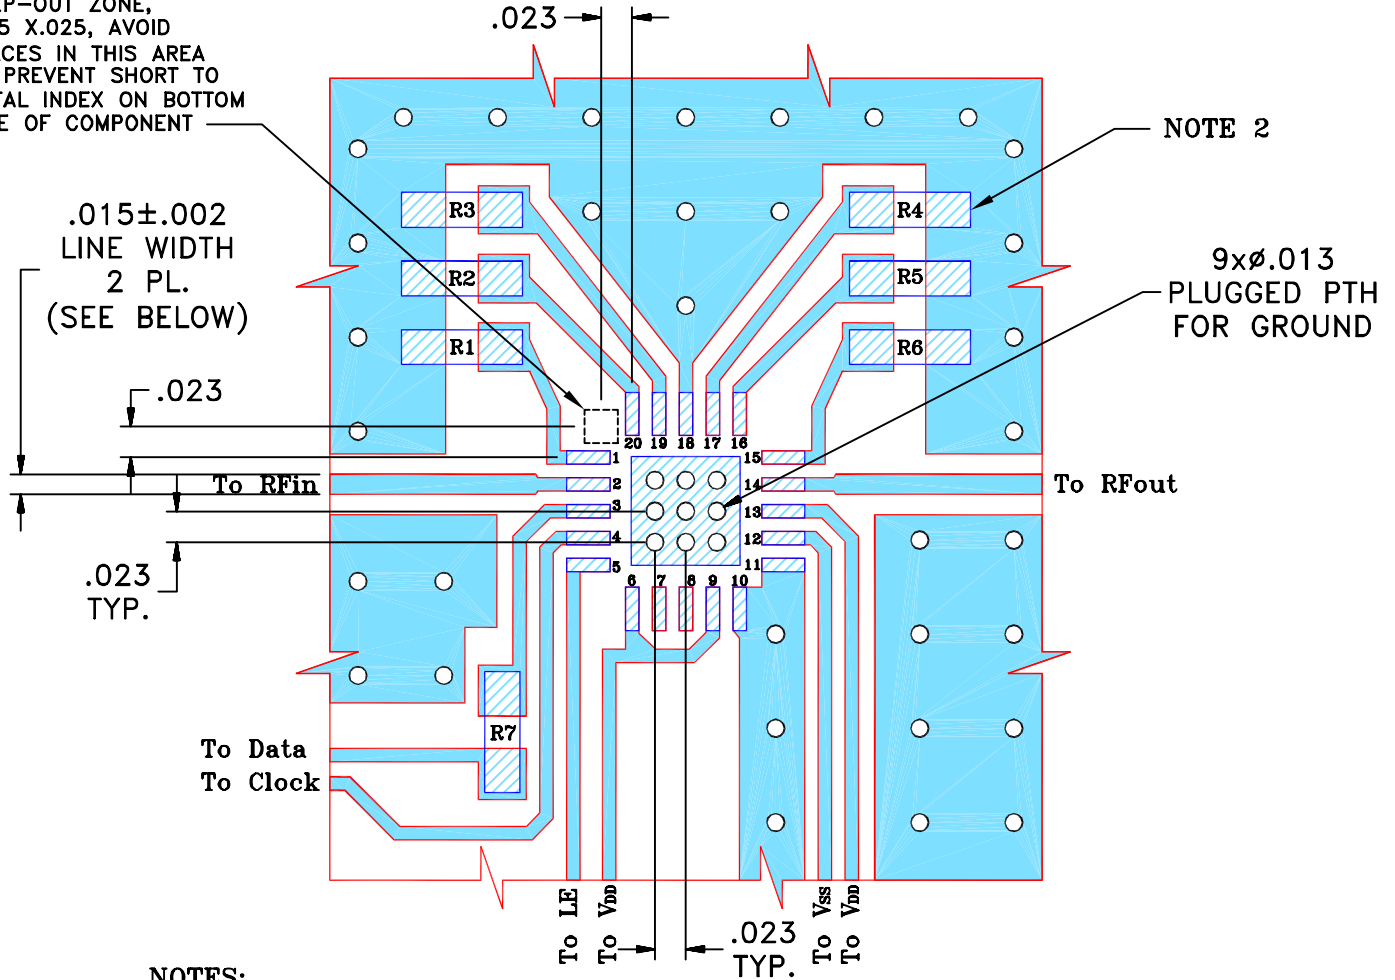 .023
X.025, AVOID
IN THIS AREA
PREVENT SHORT TO
INDEX ON BOTTOM
OF COMPONENT
NOTE 2
.015±.002
LINE WIDTH
2 PL.
(SEE BELOW)
R3
R4
9xø.013
PLUGGED PTH
FOR GROUND
R2
R5
R1
R6
.023
20 19 18 17 16
1
15
To RFin
2
14
To RFout
3
13
4
12
5
11
.023
TYP.
6 7 8 9 10
R7
To Data
To Clock
To LE
To VDD
To VSS
To VDD
.023
TYP.
NOTES: